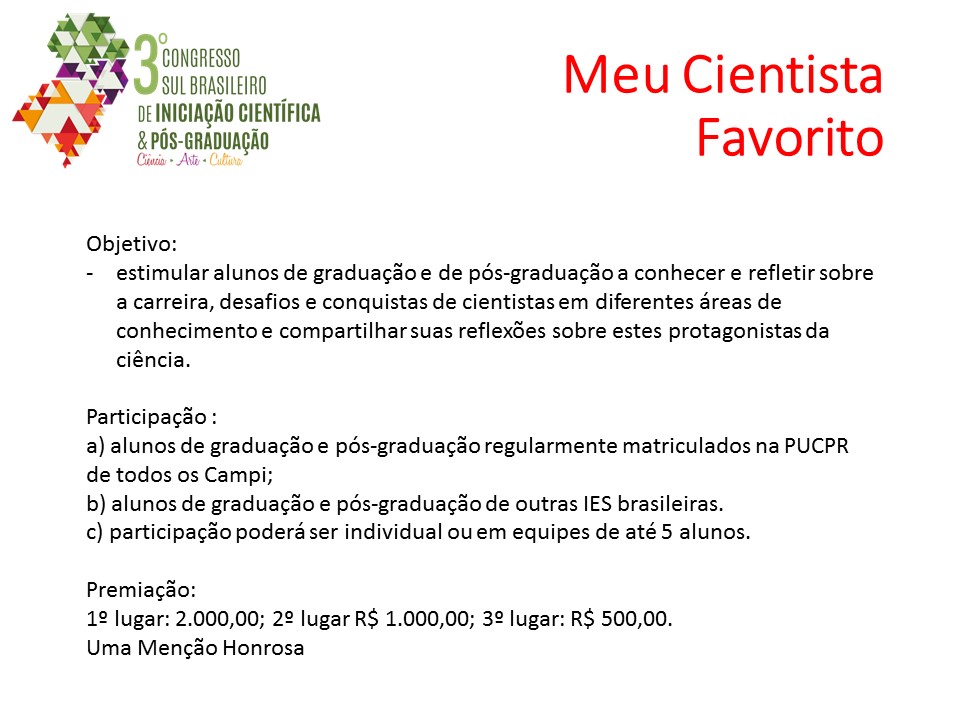 3º CONGRESSO
SUL BRASILEIRO
DE INICIAÇÃO CIENTÍFICA
& PÓS-GRADUAÇÃO
Ciência • Arte • Cultura
Meu Cientista
Favorito
Objetivo:
- estimular alunos de graduação e de pós-graduação a conhecer e refletir sobre
a carreira, desafios e conquistas de cientistas em diferentes áreas de
conhecimento e compartilhar suas reflexões sobre estes protagonistas da
ciência.
Participação :
a) alunos de graduação e pós-graduação regularmente matriculados na PUCPR
de todos os Campi;
b) alunos de graduação e pós-graduação de outras IES brasileiras.
c) participação poderá ser individual ou em equipes de até 5 alunos.
Premiação:
1º lugar: 2.000,00; 2º lugar R$ 1.000,00; 3º lugar: R$ 500,00.
Uma Menção Honrosa